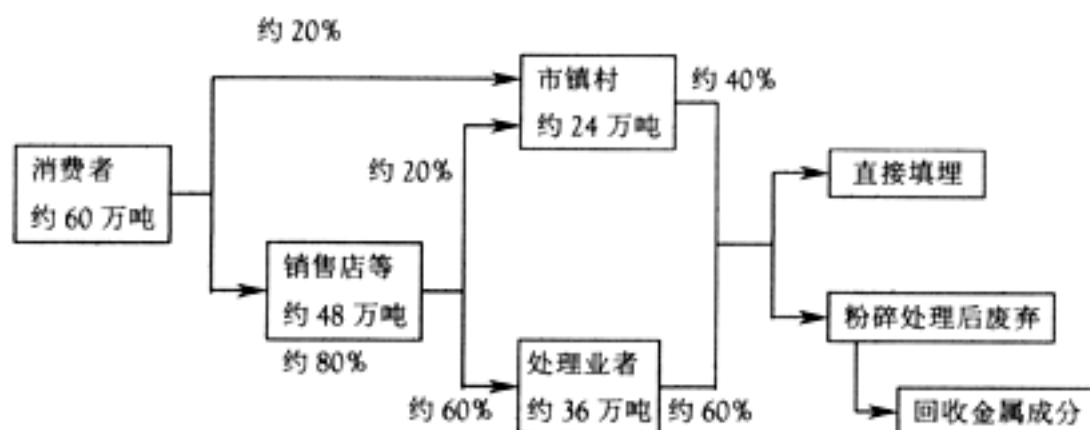 约 20%
市镇村
约 24 万吨
约 40%
消费者
约 60 万吨
约 20%
直接填埋
销售店等
约 48 万吨
约 80%
粉碎处理后废弃
处理业者
约 36 万吨
约 60%
约 60%
回收金属成分